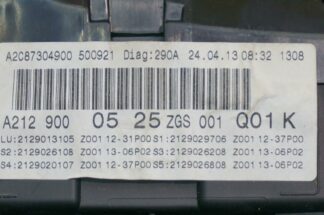 A2C87304900 500921 Diag:290A 24.04.13 08:32 1308
A212 900 05 25 ZGS 001 Q01 K
LU:2129013105 Z001 12-31P00 S1:2129029706 Z001 12-37P00
S2:2129026108 Z001 13-06P02 S3:2129026208 Z001 13-06P02
S4:2129020107 Z001 12-37P00 S5:2129026808 Z001 13-06P02